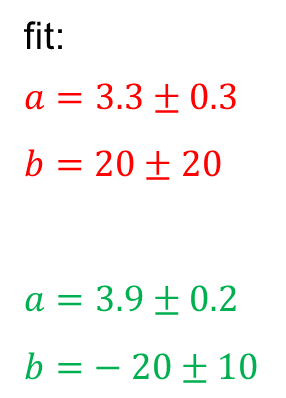 fit:
a = 3.3 ± 0.3
b = 20 ± 20
a = 3.9 ± 0.2
b = − 20 ± 10